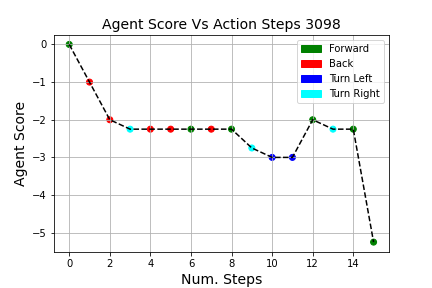 Agent Score Vs Action Steps 3098
Forward
Back
Turn Left
Turn Right
Agent Score
0
−1
−2
−3
−4
−5
0 2 4 6 8 10 12 14
Num. Steps